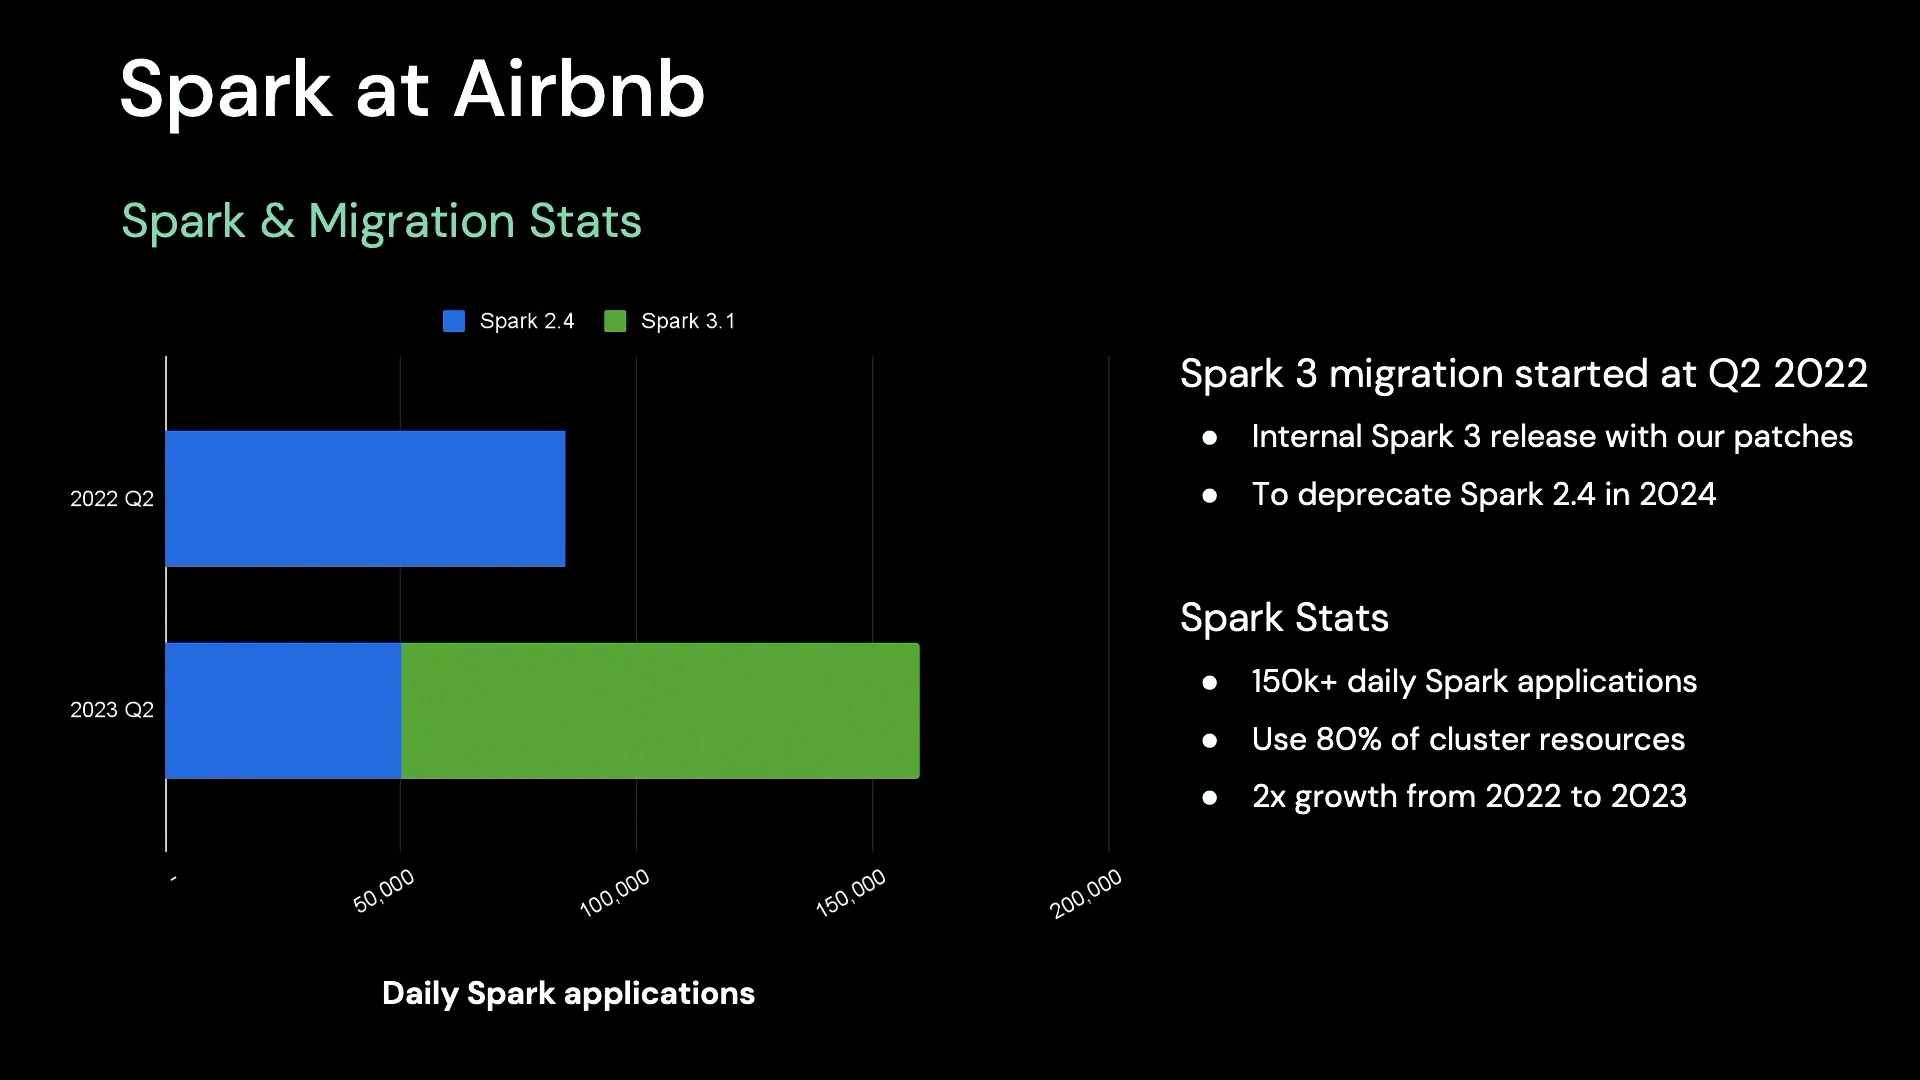 Spark at Airbnb
Spark & Migration Stats
Spark 2.4
Spark 3.1
2022 Q2
2023 Q2
-
50,000
100,000
150,000
200,000
Daily Spark applications
Spark 3 migration started at Q2 2022
● Internal Spark 3 release with our patches
● To deprecate Spark 2.4 in 2024
Spark Stats
● 150k+ daily Spark applications
● Use 80% of cluster resources
● 2x growth from 2022 to 2023